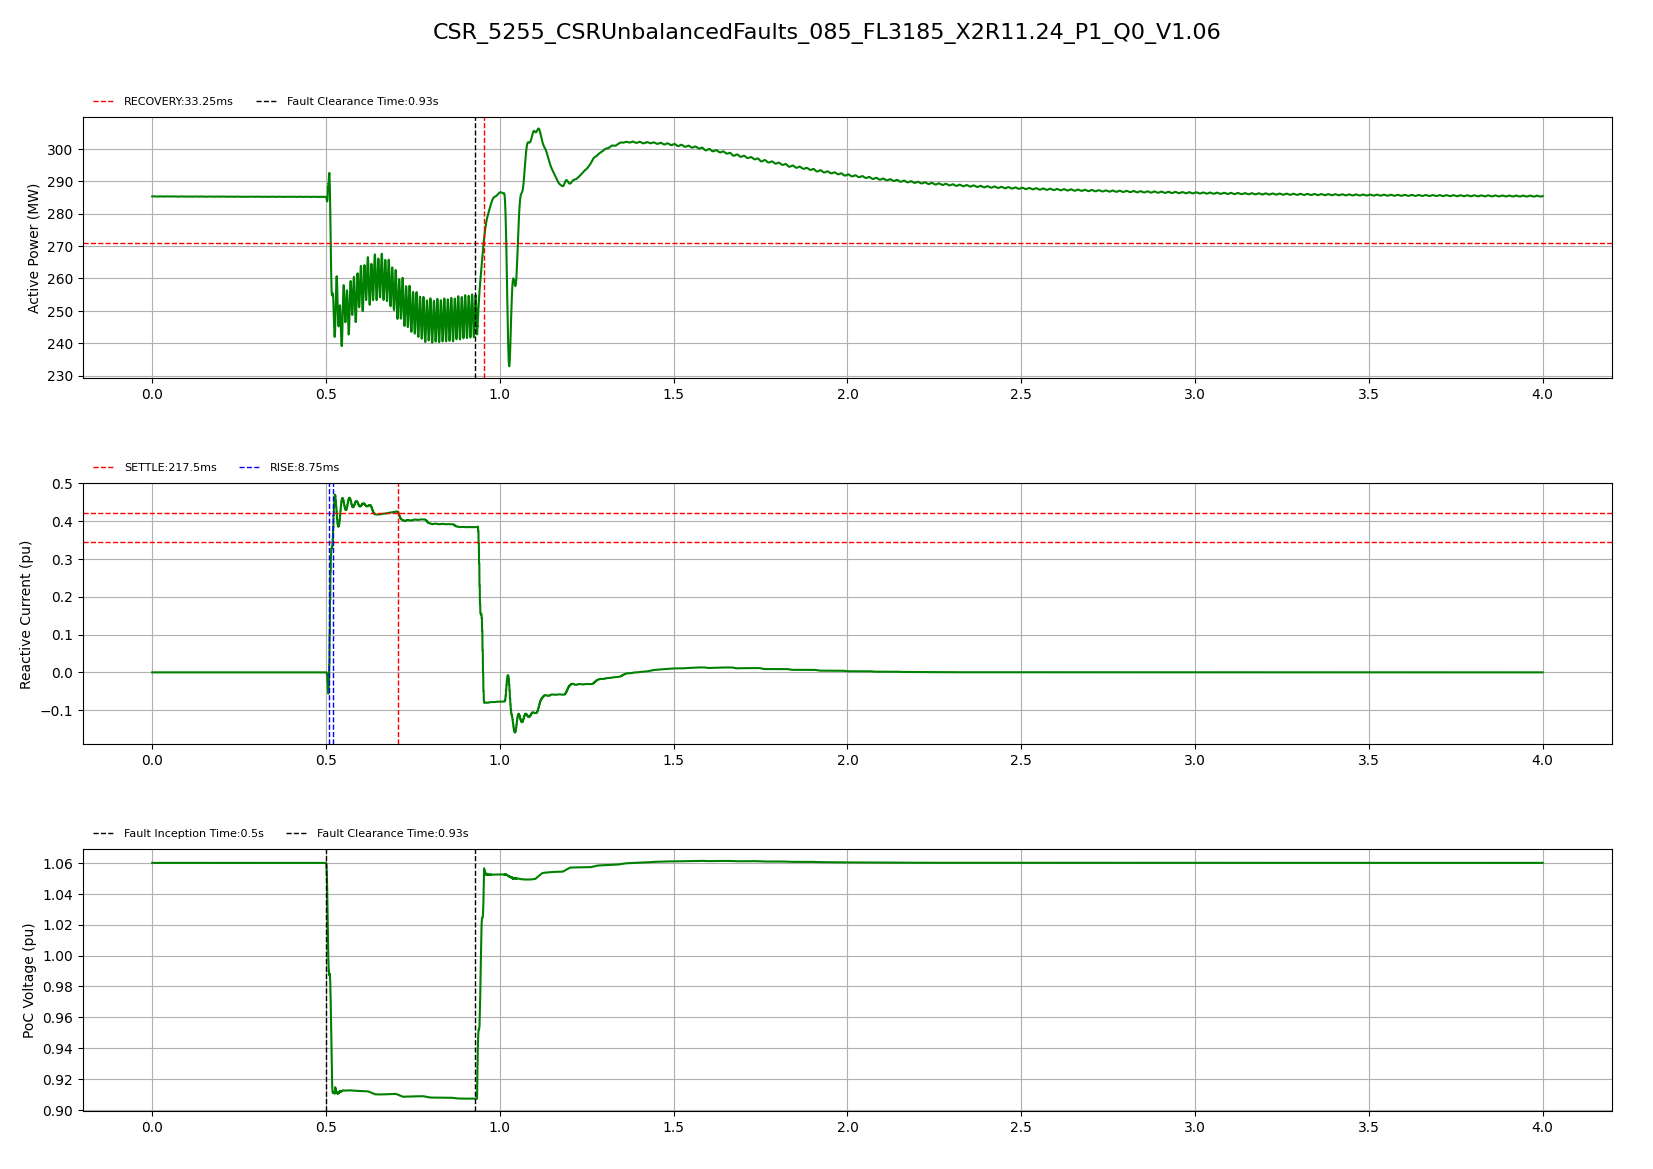 CSR_5255_CSRUnbalancedFaults_085_FL3185_X2R11.24_P1_Q0_V1.06
RECOVERY:33.25ms Fault Clearance Time:0.93s
Active Power (MW)
300
290
280
270
260
250
240
230
0.0 0.5 1.0 1.5 2.0 2.5 3.0 3.5 4.0
SETTLE:217.5ms RISE:8.75ms
Reactive Current (pu)
0.5
0.4
0.3
0.2
0.1
0.0
−0.1
0.0 0.5 1.0 1.5 2.0 2.5 3.0 3.5 4.0
Fault Inception Time:0.5s Fault Clearance Time:0.93s
PoC Voltage (pu)
1.06
1.04
1.02
1.00
0.98
0.96
0.94
0.92
0.90
0.0 0.5 1.0 1.5 2.0 2.5 3.0 3.5 4.0